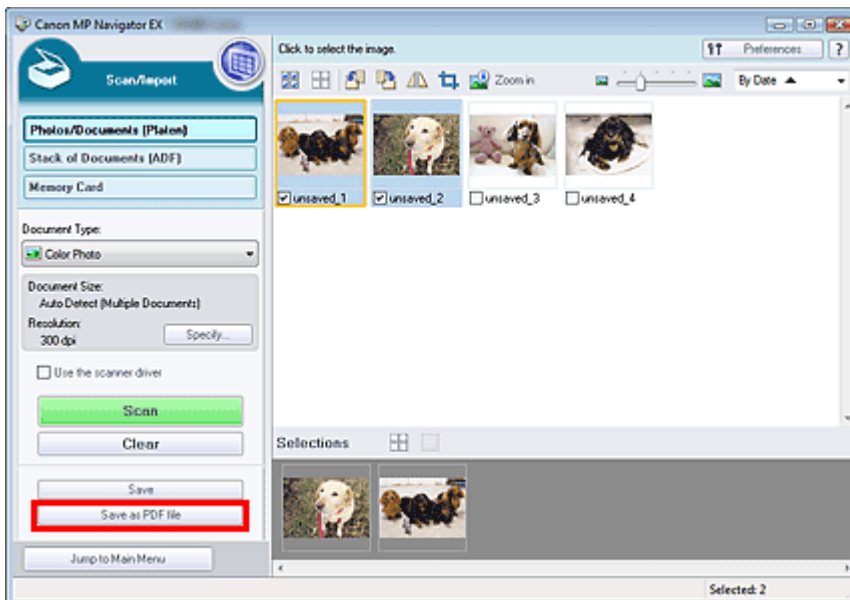 Canon MP Navigator EX
Scan/Import
Photos/Documents (Platen)
Stack of Documents (ADF)
Memory Card
Document Type:
Color Photo
Document Size:
Auto Detect (Multiple Documents)
Resolution:
300 dpi
Specify...
Use the scanner driver
Scan
Clear
Save
Save as PDF file
Jump to Main Menu
Click to select the image.
Preferences
?
Zoom in
By Date
unsaved_1
unsaved_2
unsaved_3
unsaved_4
Selections
Selected: 2